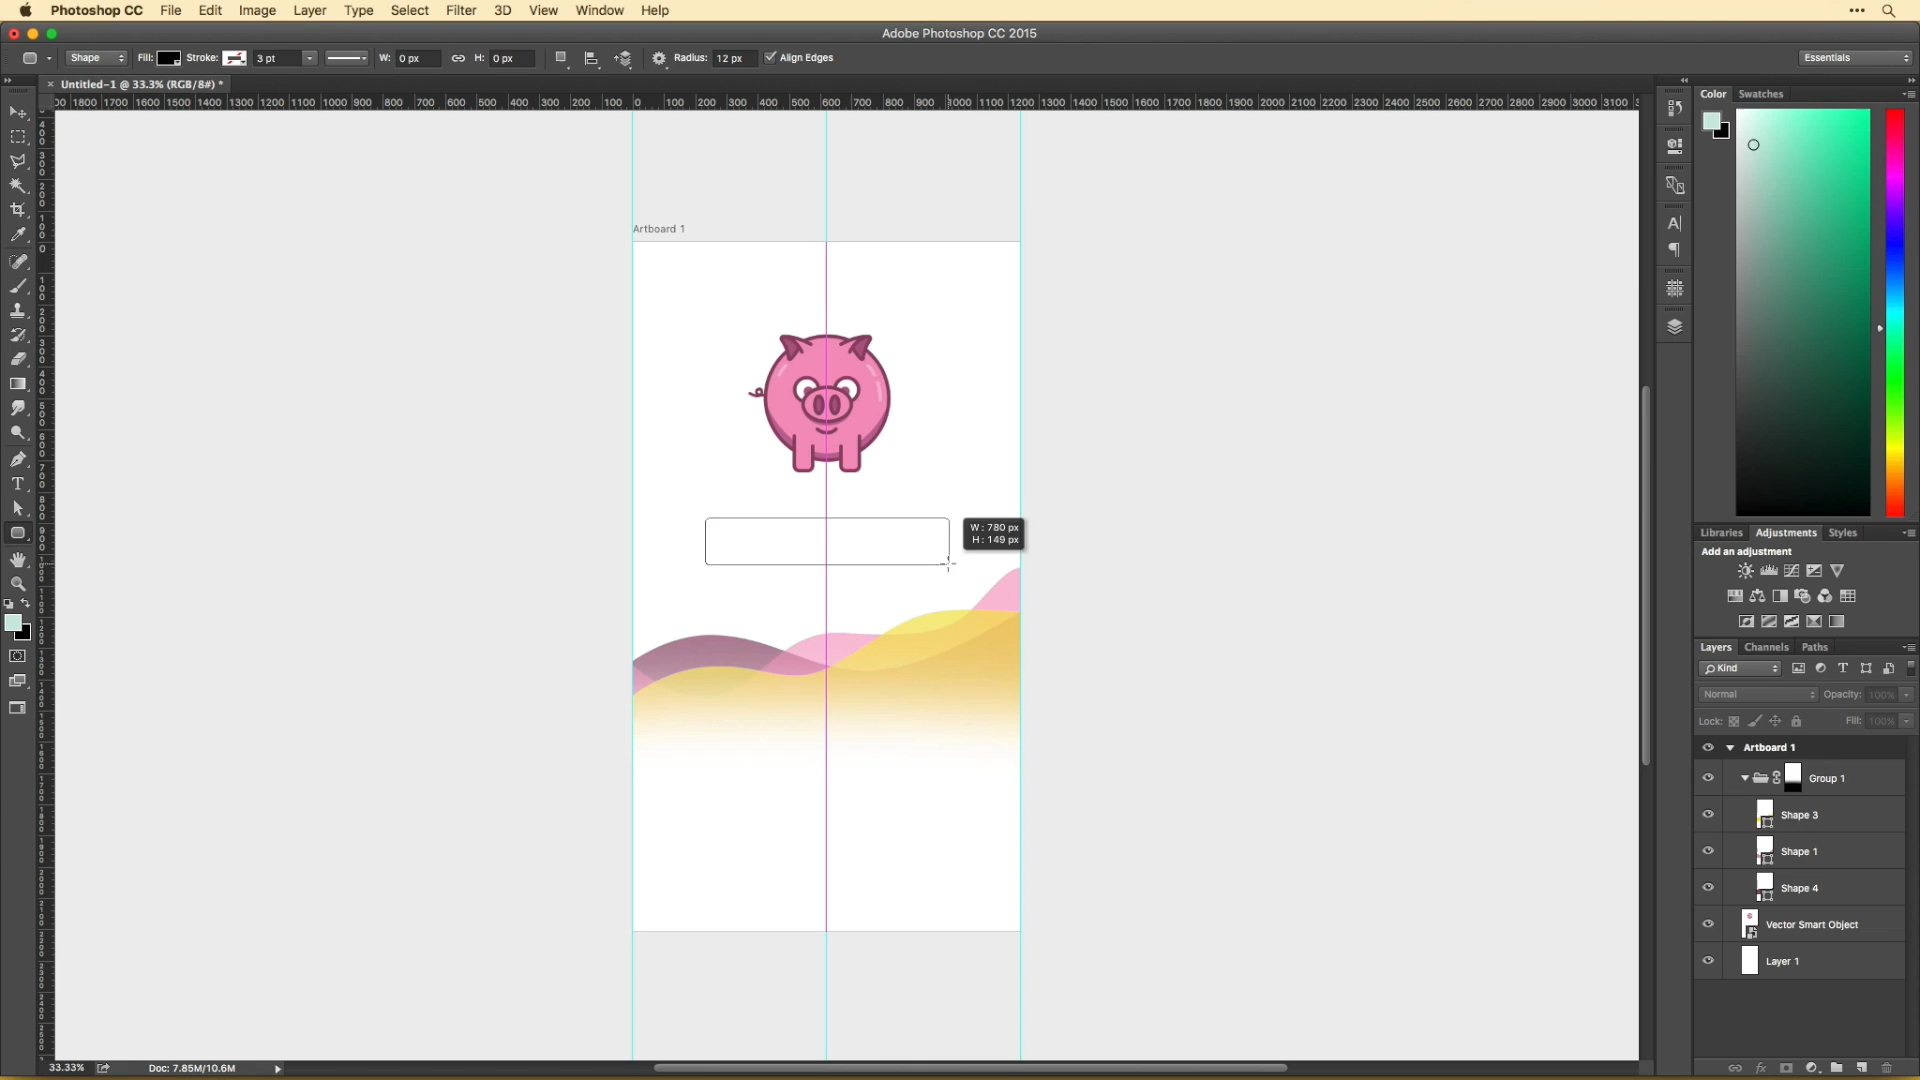 Photoshop CC File Edit Image Layer Type Select Filter 3D View Window Help
Adobe Photoshop CC 2015
Shape Fill: Stroke: 3 pt W: 0 px H: 0 px Radius: 12 px Align Edges Essentials
Untitled-1 @ 33.3% (RGB/8#) *
1800 1700 1600 1500 1400 1300 1200 1100 1000 900 800 700 600 500 400 300 200 100 0 100 200 300 400 500 600 700 800 900 1000 1100 1200 1300 1400 1500 1600 1700 1800 1900 2000 2100 2200 2300 2400 2500 2600 2700 2800 2900 3000 3100
Color Swatches
Artboard 1
W: 780 px
H: 149 px
Libraries Adjustments Styles
Add an adjustment
Layers Channels Paths
Kind
Normal Opacity: 100%
Lock: Fill: 100%
Artboard 1
Group 1
Shape 3
Shape 1
Shape 4
Vector Smart Object
Layer 1
33.33% Doc: 7.85M/10.6M